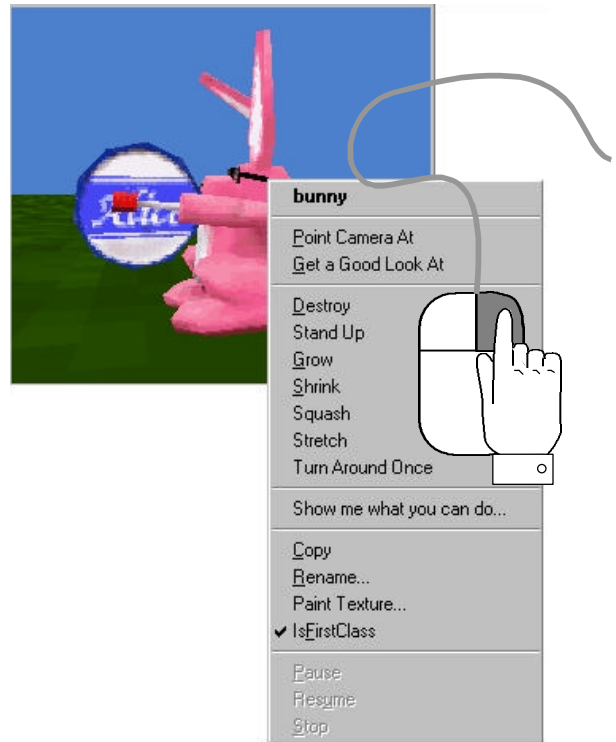 Alice
bunny
Point Camera At
Get a Good Look At
Destroy
Stand Up
Grow
Shrink
Squash
Stretch
Turn Around Once
Show me what you can do...
Copy
Rename...
Paint Texture...
IsFirstClass
Pause
Resume
Stop